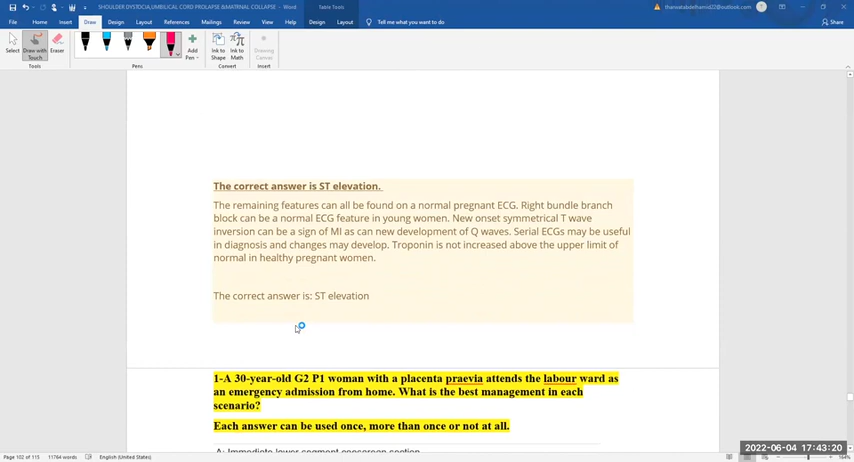 SHOULDER DYSTOCIA,UMBILICAL CORD PROLAPSE &MATERNAL COLLAPSE - Word
Table Tools
tharwatabdelhamid22@outlook.com
T
File Home Insert Draw Design Layout References Mailings Review View Help Design Layout Tell me what you want to do Share
Select
Draw with
Touch
Eraser
Add
Pen
Ink to
Shape
Ink to
Math
Drawing
Canvas
Tools Pens Convert Insert
The correct answer is ST elevation.
The remaining features can all be found on a normal pregnant ECG. Right bundle branch
block can be a normal ECG feature in young women. New onset symmetrical T wave
inversion can be a sign of MI as can new development of Q waves. Serial ECGs may be useful
in diagnosis and changes may develop. Troponin is not increased above the upper limit of
normal in healthy pregnant women.
The correct answer is: ST elevation
1-A 30-year-old G2 P1 woman with a placenta praevia attends the labour ward as
an emergency admission from home. What is the best management in each
scenario?
Each answer can be used once, more than once or not at all.
A: Immediate lower segment caesarean section
2022-06-04 17:43:20
Page 102 of 115 11764 words English (United States) 164%